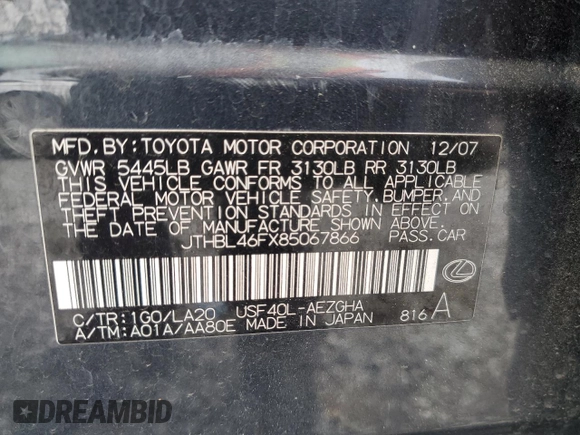 MFD.BY:TOYOTA MOTOR CORPORATION 12/07
GVWR 5445LB GAWR FR 3130LB RR 3130LB
THIS VEHICLE CONFORMS TO ALL APPLICABLE
FEDERAL MOTOR VEHICLE SAFETY,BUMPER,AND
THEFT PREVENTION STANDARDS IN EFFECT ON
THE DATE OF MANUFACTURE SHOWN ABOVE.
JTHBL46FX85067866 PASS.CAR
C/TR:1G0/LA20 USF40L-AEZGHA
A/TM:A01A/AA80E MADE IN JAPAN 816 A
DREAMBID